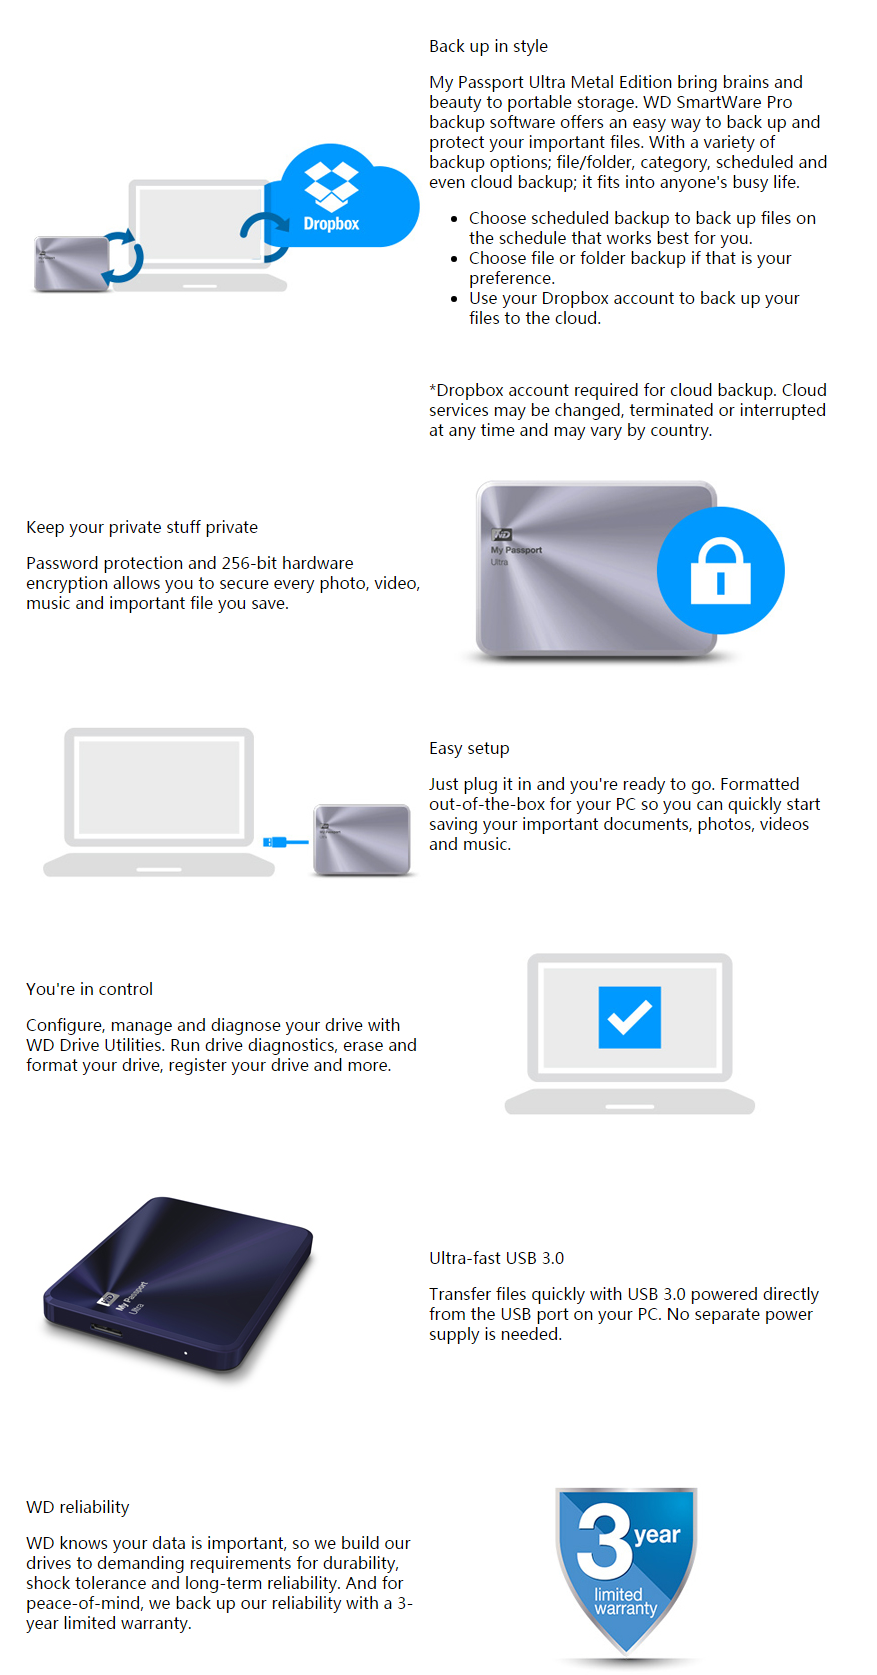 Back up in style
My Passport Ultra Metal Edition bring brains and
beauty to portable storage. WD SmartWare Pro
backup software offers an easy way to back up and
protect your important files. With a variety of
backup options; file/folder, category, scheduled and
even cloud backup; it fits into anyone's busy life.
Dropbox
• Choose scheduled backup to back up files on
the schedule that works best for you.
• Choose file or folder backup if that is your
preference.
• Use your Dropbox account to back up your
files to the cloud.
*Dropbox account required for cloud backup. Cloud
services may be changed, terminated or interrupted
at any time and may vary by country.
Keep your private stuff private
Password protection and 256-bit hardware
encryption allows you to secure every photo, video,
music and important file you save.
WD
My Passport
Ultra
Easy setup
Just plug it in and you're ready to go. Formatted
out-of-the-box for your PC so you can quickly start
saving your important documents, photos, videos
and music.
You're in control
Configure, manage and diagnose your drive with
WD Drive Utilities. Run drive diagnostics, erase and
format your drive, register your drive and more.
WD
My Passport
Ultra
Ultra-fast USB 3.0
Transfer files quickly with USB 3.0 powered directly
from the USB port on your PC. No separate power
supply is needed.
WD reliability
WD knows your data is important, so we build our
drives to demanding requirements for durability,
shock tolerance and long-term reliability. And for
peace-of-mind, we back up our reliability with a 3-
year limited warranty.
3 year
limited
warranty